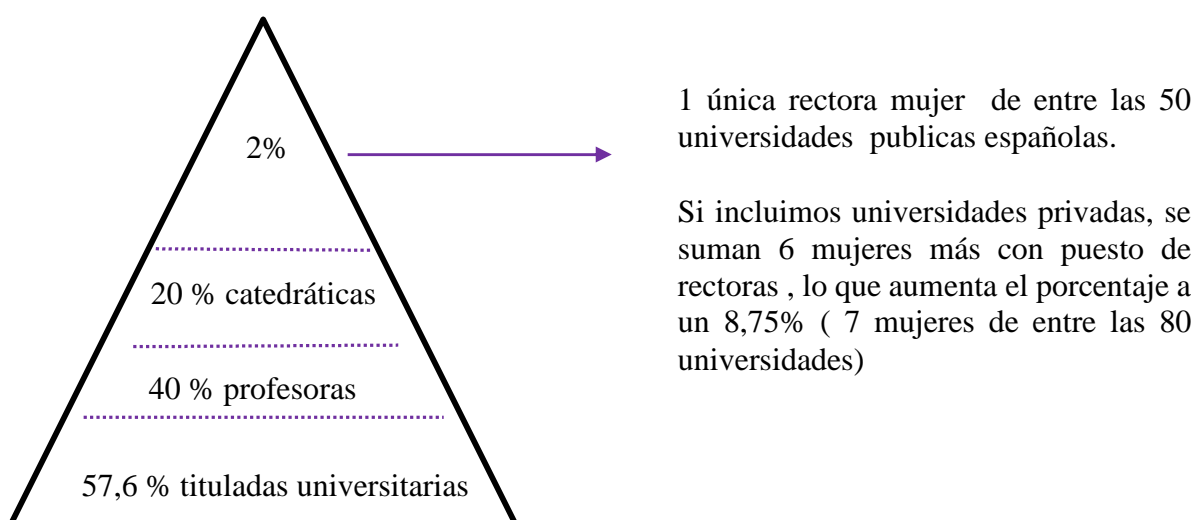 2%
20 % catedráticas
40 % profesoras
57,6 % tituladas universitarias
1 única rectora mujer de entre las 50
universidades publicas españolas.
Si incluimos universidades privadas, se
suman 6 mujeres más con puesto de
rectoras , lo que aumenta el porcentaje a
un 8,75% ( 7 mujeres de entre las 80
universidades)